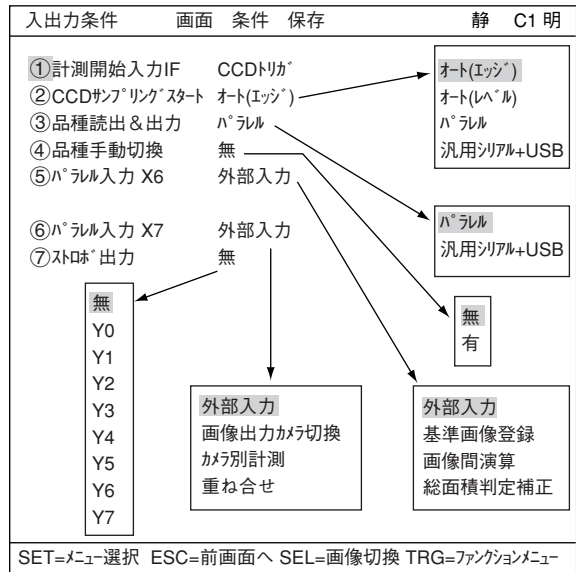 入出力条件 画面 条件 保存 静 C1 明
①計測開始入力IF CCDﾄﾘｶﾞ
②CCDｻﾝﾌﾟﾘﾝｸﾞｽﾀｰﾄ ｵｰﾄ(ｴｯｼﾞ)
③品種読出＆出力 ﾊﾟﾗﾚﾙ
④品種手動切換 無
⑤ﾊﾟﾗﾚﾙ入力 X6 外部入力
⑥ﾊﾟﾗﾚﾙ入力 X7 外部入力
⑦ｽﾄﾛﾎﾞ出力 無
ｵｰﾄ(ｴｯｼﾞ)
ｵｰﾄ(ﾚﾍﾞﾙ)
ﾊﾟﾗﾚﾙ
汎用ｼﾘｱﾙ+USB
ﾊﾟﾗﾚﾙ
汎用ｼﾘｱﾙ+USB
無
有
無
Y0
Y1
Y2
Y3
Y4
Y5
Y6
Y7
外部入力
画像出力ｶﾒﾗ切換
ｶﾒﾗ別計測
重ね合せ
外部入力
基準画像登録
画像間演算
総面積判定補正
SET=ﾒﾆｭｰ選択 ESC=前画面へ SEL=画像切換 TRG=ﾌｧﾝｸｼｮﾝﾒﾆｭｰ